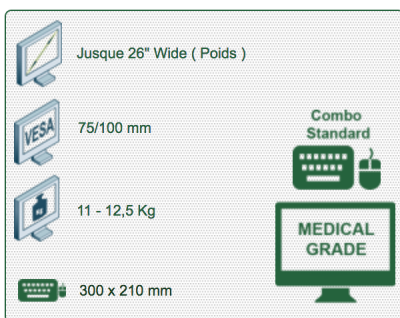 Jusque 26" Wide ( Poids )
VESA
75/100 mm
Combo
Standard
KG
11 - 12,5 Kg
MEDICAL
GRADE
300 x 210 mm